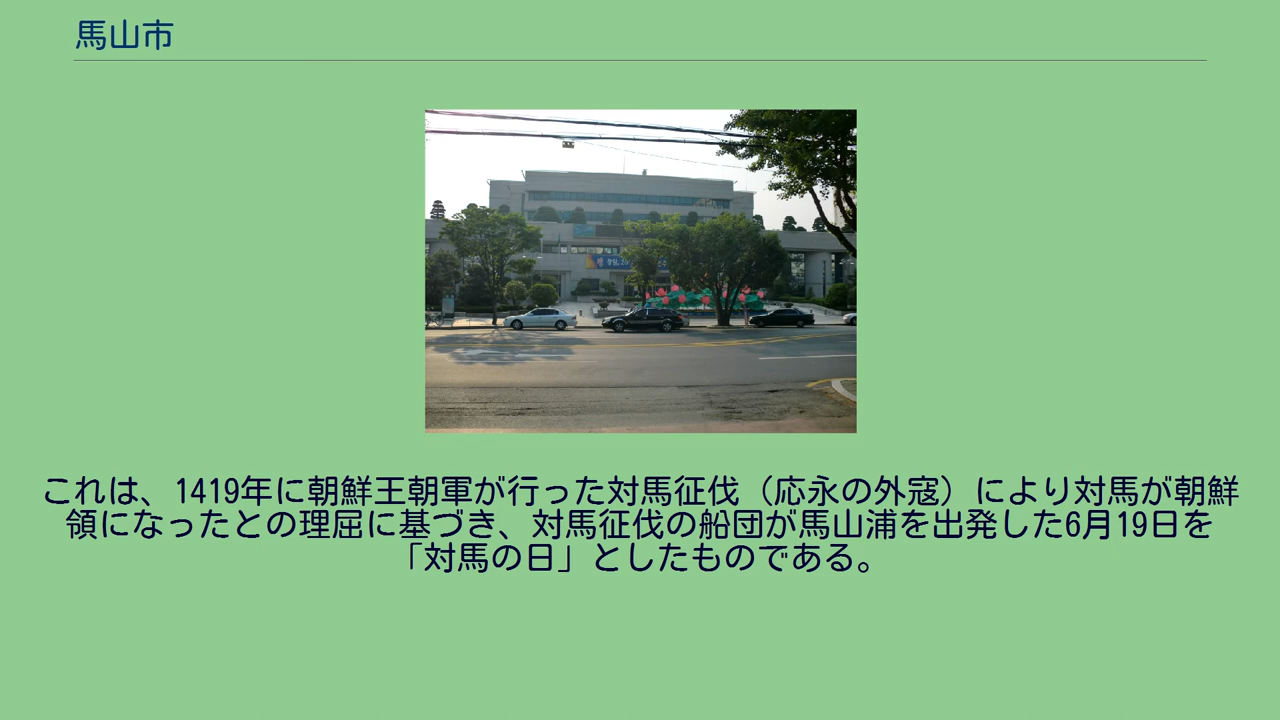 馬山市
창원,
これは、1419年に朝鮮王朝軍が行った対馬征伐（応永の外寇）により対馬が朝鮮
領になったとの理屈に基づき、対馬征伐の船団が馬山浦を出発した6月19日を
「対馬の日」としたものである。